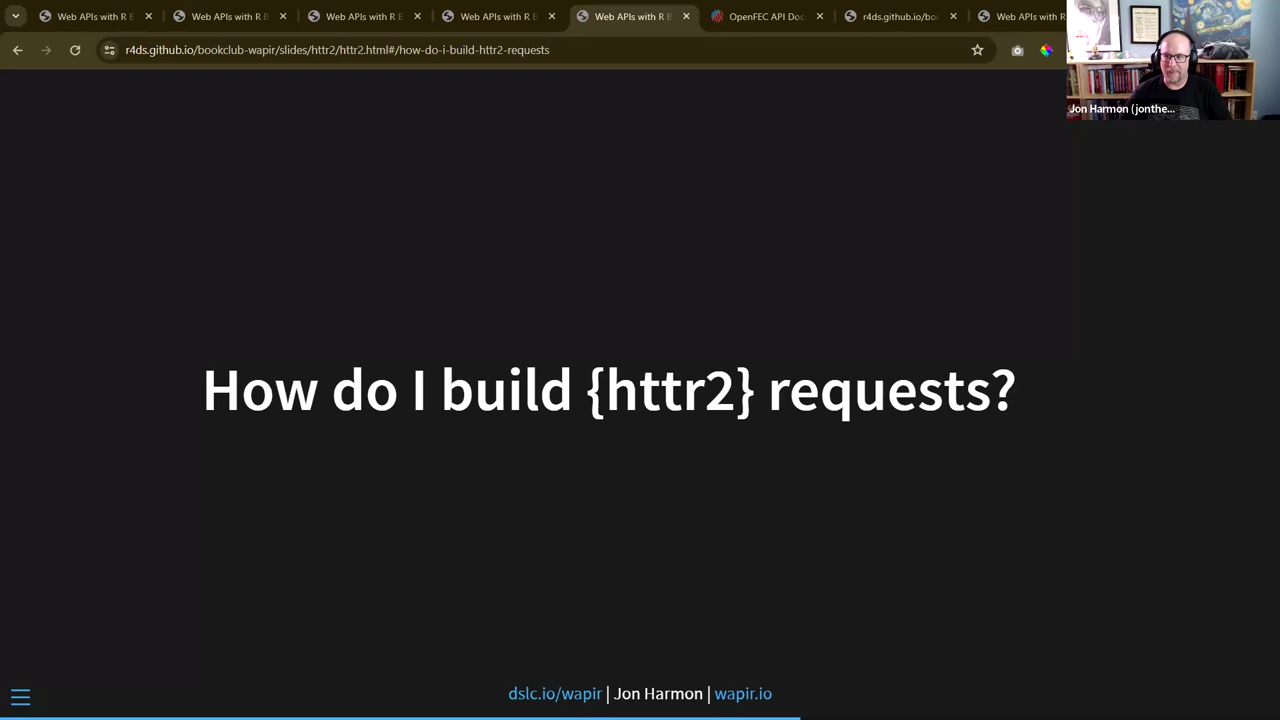 Web APIs with R B
Web APIs with R B
Web APIs with R B
Web APIs with R B
Web APIs with R B
OpenFEC API Doc
r4ds.github.io/boo
Web APIs with R
r4ds.github.io/bookclub-wapir/slides/httr2/httr2.html#/how-do-i-build-httr2-requests
Jon Harmon (jonthe...
How do I build {httr2} requests?
dslc.io/wapir | Jon Harmon | wapir.io